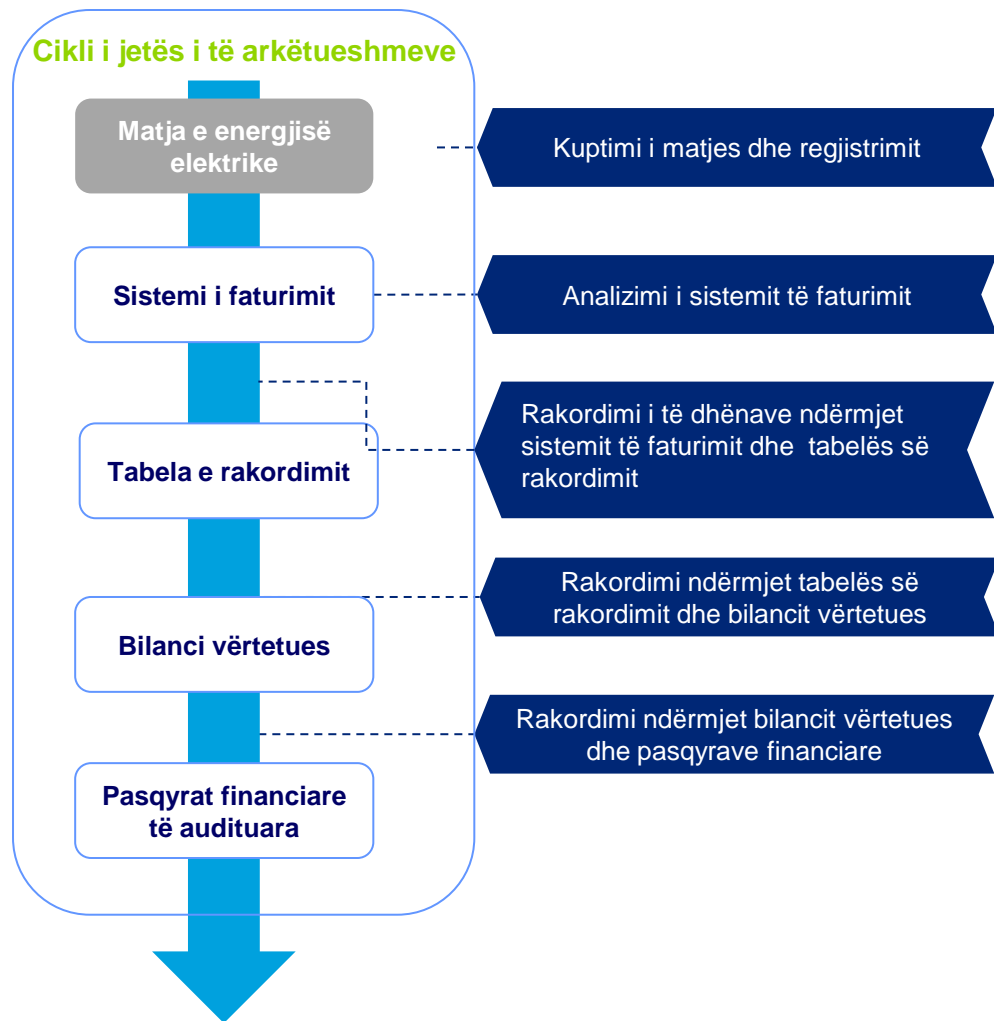 Cikli i jetës i të arkëtueshmeve
Matja e energjisë
elektrike
Kuptimi i matjes dhe regjistrimit
Sistemi i faturimit
Analizimi i sistemit të faturimit
Rakordimi i të dhënave ndërmjet
sistemit të faturimit dhe tabelës së
rakordimit
Tabela e rakordimit
Rakordimi ndërmjet tabelës së
rakordimit dhe bilancit vërtetues
Bilanci vërtetues
Rakordimi ndërmjet bilancit vërtetues
dhe pasqyrave financiare
Pasqyrat financiare
të audituara